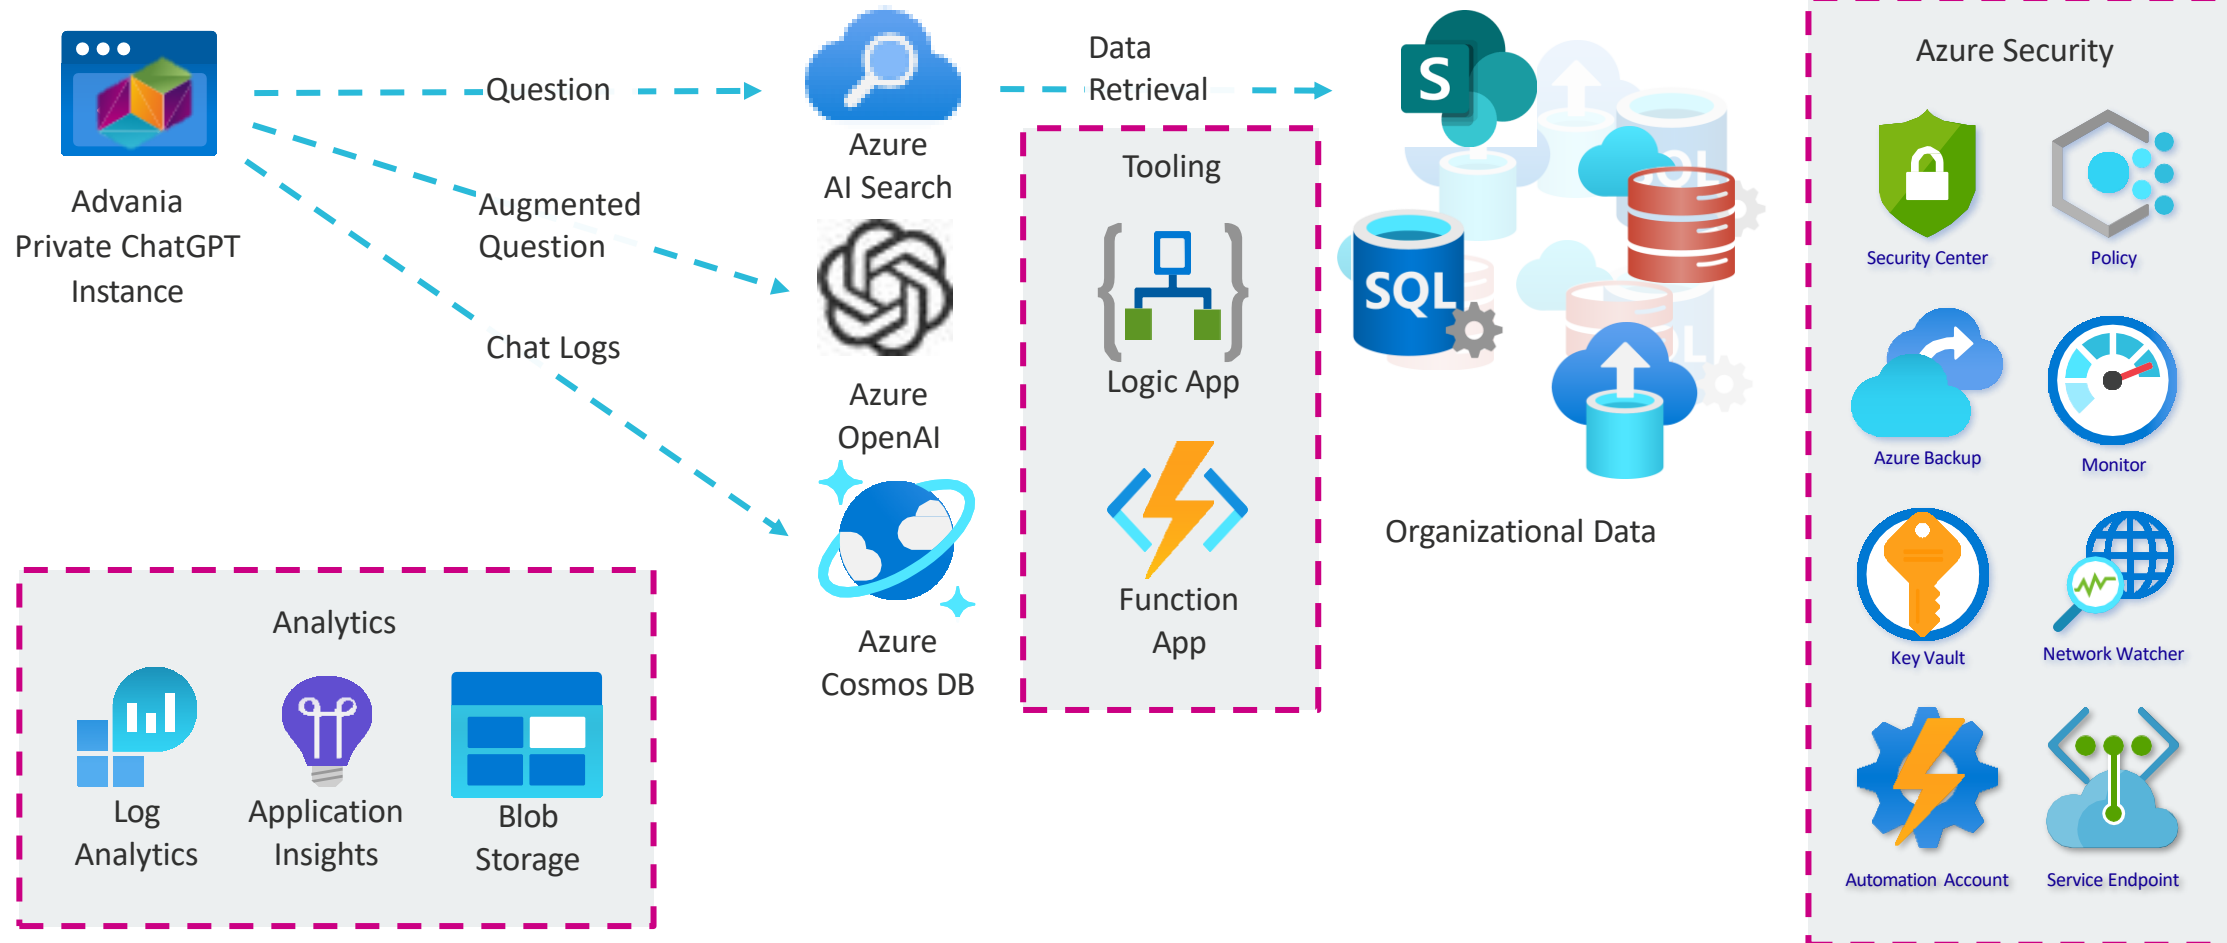 Advania
Private ChatGPT
Instance
Question
Augmented
Question
Chat Logs
Azure
AI Search
Azure
OpenAI
Azure
Cosmos DB
Data
Retrieval
Tooling
Logic App
Function
App
S
SQL
SQL
Organizational Data
Analytics
Log
Analytics
Application
Insights
Blob
Storage
Azure Security
Security Center
Policy
Azure Backup
Monitor
Key Vault
Network Watcher
Automation Account
Service Endpoint